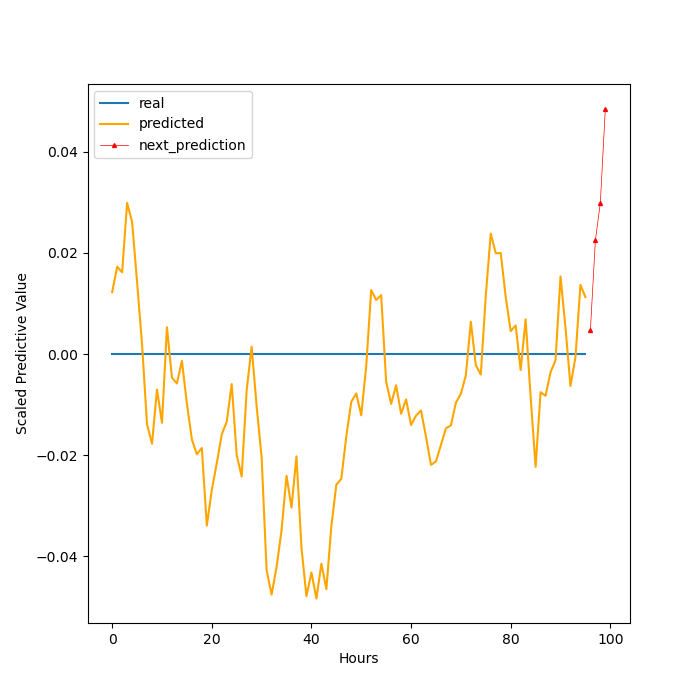 real
predicted
next_prediction
0.04
0.02
0.00
−0.02
−0.04
Scaled Predictive Value
0 20 40 60 80 100
Hours